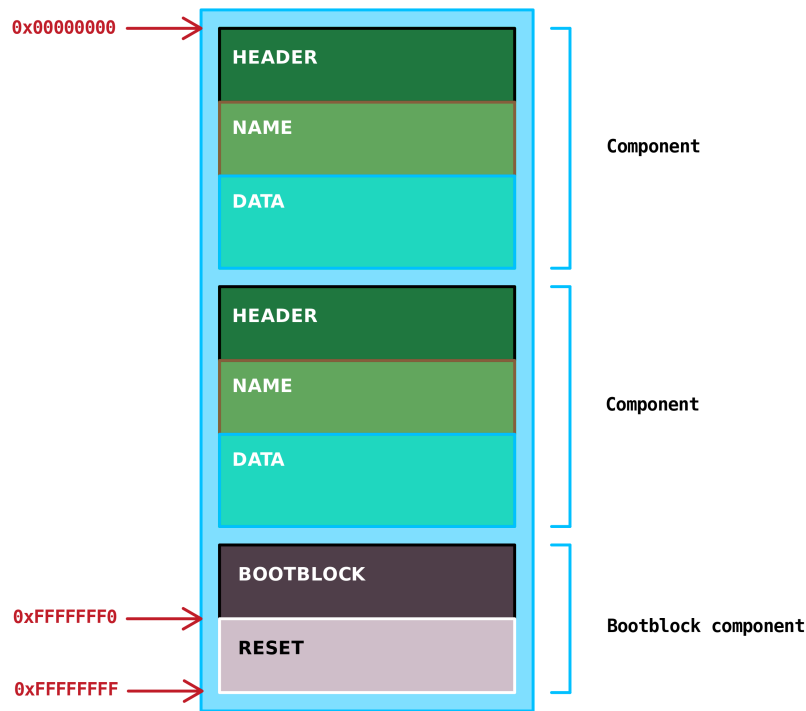 0x00000000
HEADER
NAME
Component
DATA
HEADER
NAME
Component
DATA
BOOTBLOCK
0xFFFFFFF0
Bootblock component
RESET
0xFFFFFFFF